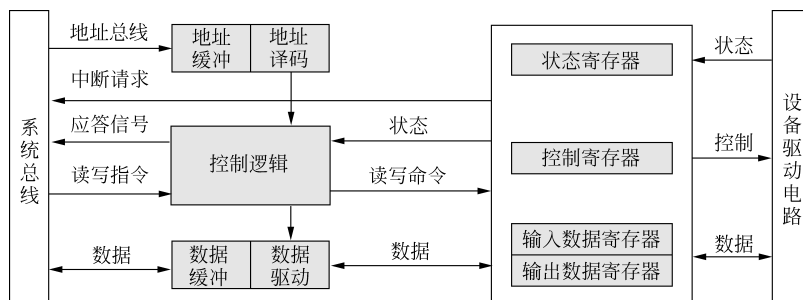 系统总线
地址总线
地址缓冲
地址译码
中断请求
应答信号
控制逻辑
读写指令
数据
数据缓冲
数据驱动
状态
读写命令
数据
状态寄存器
控制寄存器
输入数据寄存器
输出数据寄存器
状态
控制
数据
设备驱动电路